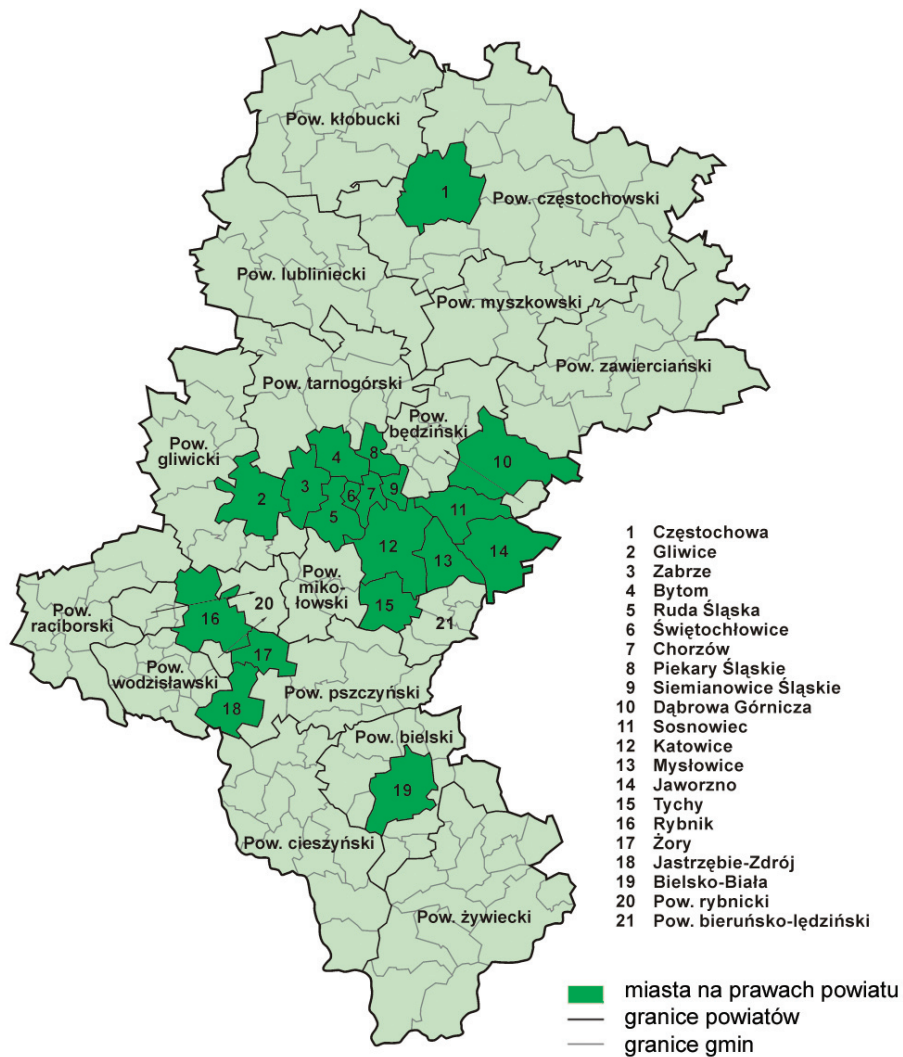 Pow. kłobucki
1
Pow. częstochowski
Pow. lubliniecki
Pow. myszkowski
Pow. zawierciański
Pow. tarnogórski
Pow.
będziński
Pow.
gliwicki
4
8
10
2
3
6
7
9
5
11
12
13
14
Pow.
miko-
łowski
15
21
20
Pow.
raciborski
16
17
Pow.
wodzisławski
18
Pow. pszczyński
Pow. bielski
19
Pow. cieszyński
Pow. żywiecki
1 Częstochowa
2 Gliwice
3 Zabrze
4 Bytom
5 Ruda Śląska
6 Świętochłowice
7 Chorzów
8 Piekary Śląskie
9 Siemianowice Śląskie
10 Dąbrowa Górnicza
11 Sosnowiec
12 Katowice
13 Mysłowice
14 Jaworzno
15 Tychy
16 Rybnik
17 Żory
18 Jastrzębie-Zdrój
19 Bielsko-Biała
20 Pow. rybnicki
21 Pow. bieruńsko-lędziński
miasta na prawach powiatu
granice powiatów
granice gmin